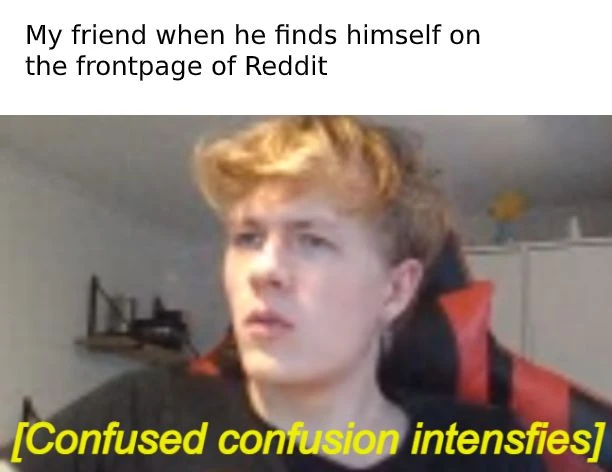 My friend when he finds himself on
the frontpage of Reddit
[Confused confusion intensfies]